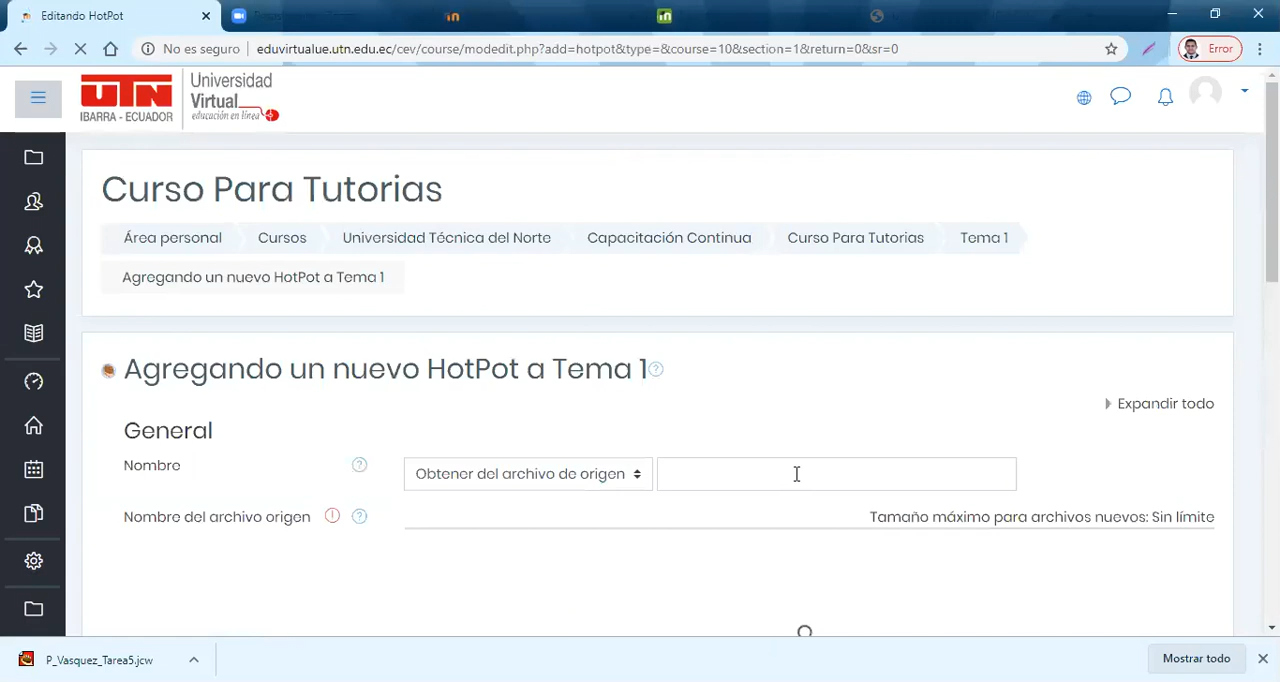 Editando HotPot
No es seguro
eduvirtualue.utn.edu.ec/cev/course/modedit.php?add=hotpot&type=&course=10&section=1&return=0&sr=0
Error
UTN
IBARRA - ECUADOR
Universidad
Virtual
educación en línea
Curso Para Tutorias
Área personal
Cursos
Universidad Técnica del Norte
Capacitación Continua
Curso Para Tutorias
Tema 1
Agregando un nuevo HotPot a Tema 1
Agregando un nuevo HotPot a Tema 1
Expandir todo
General
Nombre
Obtener del archivo de origen
Nombre del archivo origen
Tamaño máximo para archivos nuevos: Sin límite
P_Vasquez_Tarea5.jcw
Mostrar todo